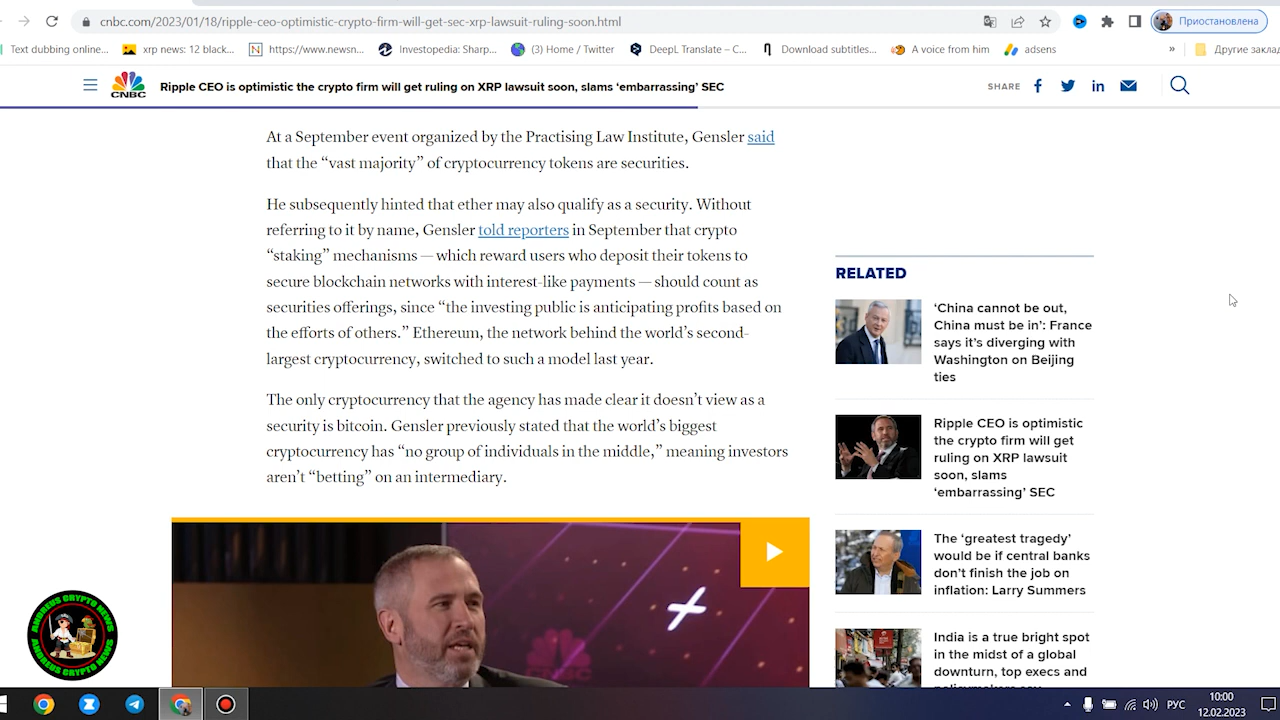 cnbc.com/2023/01/18/ripple-ceo-optimistic-crypto-firm-will-get-sec-xrp-lawsuit-ruling-soon.html
Приостановлена
Text dubbing online...
xrp news: 12 black...
https://www.newsn...
Investopedia: Sharp...
(3) Home / Twitter
DeepL Translate – C...
Download subtitles...
A voice from him
adsens
»
Другие закла
CNBC
Ripple CEO is optimistic the crypto firm will get ruling on XRP lawsuit soon, slams ‘embarrassing’ SEC
SHARE
At a September event organized by the Practising Law Institute, Gensler said
that the “vast majority” of cryptocurrency tokens are securities.
He subsequently hinted that ether may also qualify as a security. Without
referring to it by name, Gensler told reporters in September that crypto
“staking” mechanisms — which reward users who deposit their tokens to
secure blockchain networks with interest-like payments — should count as
securities offerings, since “the investing public is anticipating profits based on
the efforts of others.” Ethereum, the network behind the world’s second-
largest cryptocurrency, switched to such a model last year.
The only cryptocurrency that the agency has made clear it doesn’t view as a
security is bitcoin. Gensler previously stated that the world’s biggest
cryptocurrency has “no group of individuals in the middle,” meaning investors
aren’t “betting” on an intermediary.
RELATED
‘China cannot be out,
China must be in’: France
says it’s diverging with
Washington on Beijing
ties
Ripple CEO is optimistic
the crypto firm will get
ruling on XRP lawsuit
soon, slams
‘embarrassing’ SEC
The ‘greatest tragedy’
would be if central banks
don’t finish the job on
inflation: Larry Summers
India is a true bright spot
in the midst of a global
downturn, top execs and
ANDREUS CRYPTO NEWS
ANDREUS CRYPTO NEWS
РУС
10:00
12.02.2023